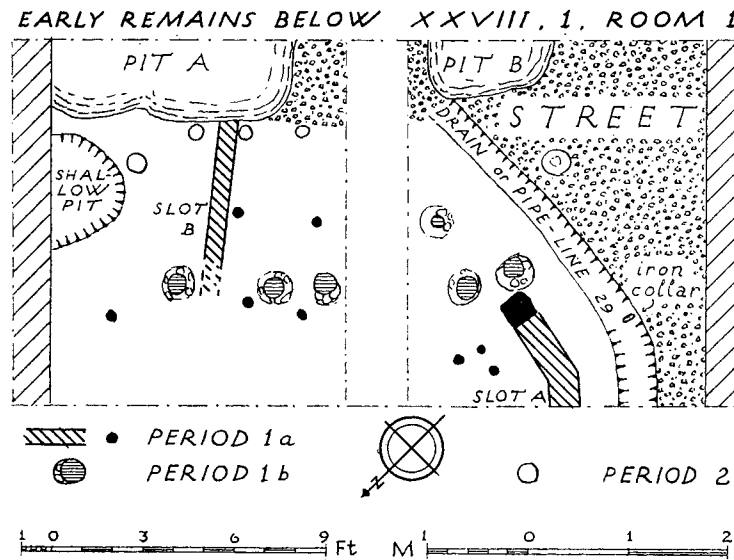 EARLY REMAINS BELOW XXVIII, 1, ROOM 1
PIT A
PIT B
STREET
SHAL-
LOW
PIT
SLOT
B
DRAIN or PIPE-LINE 29
iron
collar
SLOT A
PERIOD 1a
PERIOD 1b
N
PERIOD 2
1 0 3 6 9 Ft
M 1 0 1 2